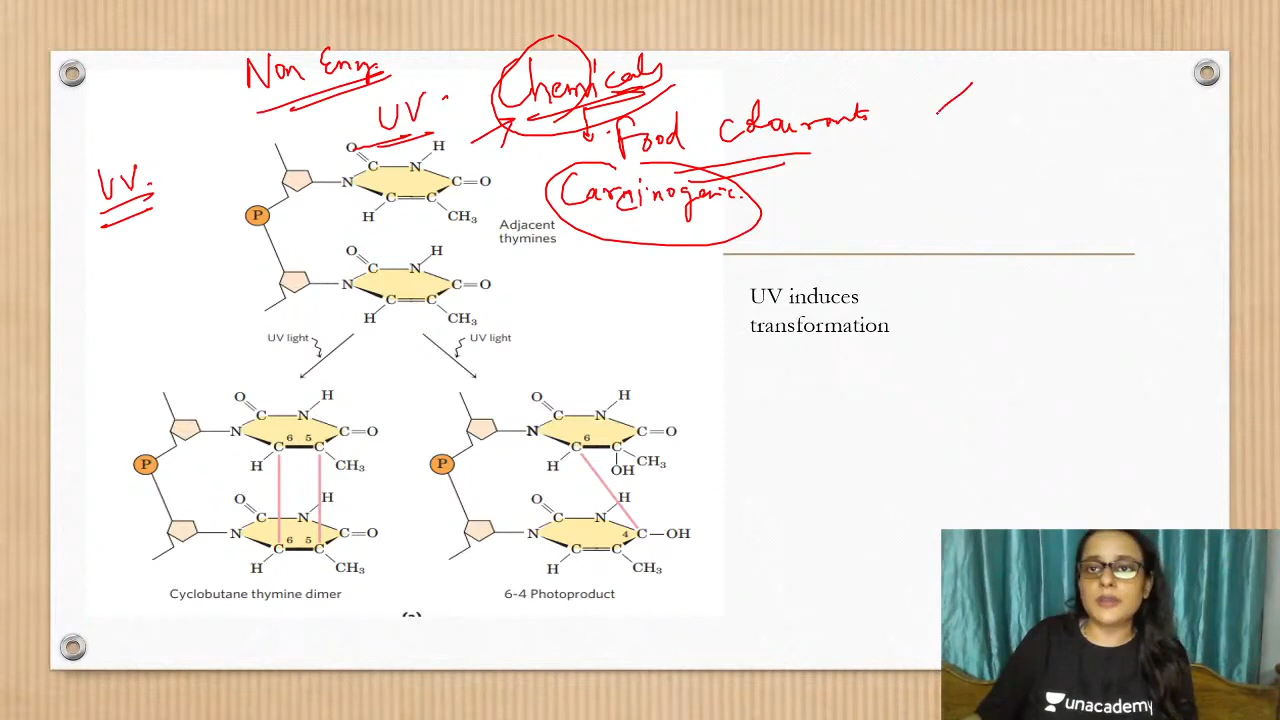 Non Enzy.
UV.
Chemicals
Food Colourants
Carcinogenic.
UV.
O
H
C
N
N
C=O
H
CH₃
P
Adjacent
thymines
O
H
C
N
N
C=O
H
CH₃
UV light
UV light
O
H
C
N
N
6
5
C=O
C
C
H
CH₃
P
O
H
C
N
N
6
5
C=O
C
C
H
CH₃
Cyclobutane thymine dimer
O
H
C
N
N
6
C=O
C
C
H
CH₃
OH
P
O
H
C
N
N
4
C—OH
C
C
H
CH₃
6-4 Photoproduct
(a)
UV induces
transformation
unacademy